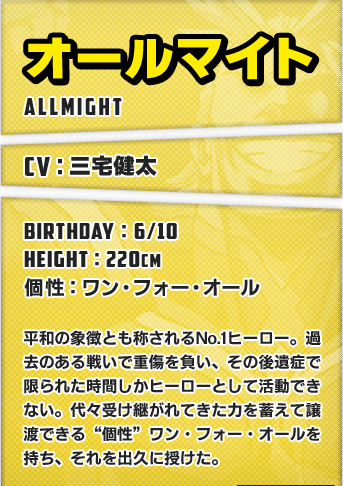 オールマイト
ALLMIGHT
CV：三宅健太
BIRTHDAY：6/10
HEIGHT：220CM
個性：ワン・フォー・オール
平和の象徴とも称されるNo.1ヒーロー。過
去のある戦いで重傷を負い、その後遺症で
限られた時間しかヒーローとして活動でき
ない。代々受け継がれてきた力を蓄えて譲
渡できる“個性”ワン・フォー・オールを
持ち、それを出久に授けた。